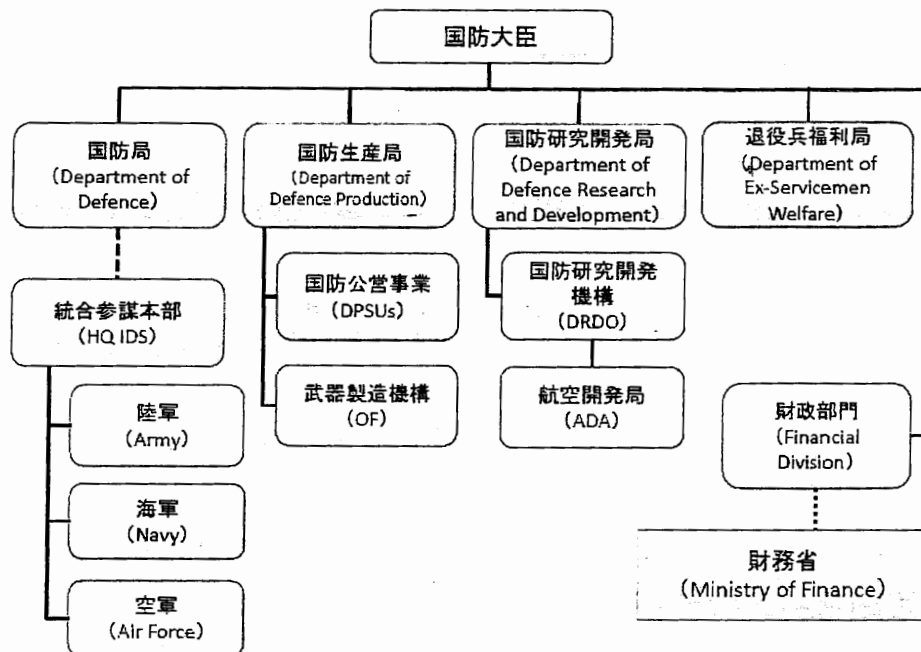 国防大臣
国防局
(Department of
Defence)
国防生産局
(Department of
Defence Production)
国防研究開発局
(Department of
Defence Research
and Development)
退役兵福利局
(Department of
Ex-Servicemen
Welfare)
統合参謀本部
(HQ IDS)
陸軍
(Army)
海軍
(Navy)
空軍
(Air Force)
国防公営事業
(DPSUs)
武器製造機構
(OF)
国防研究開発
機構
(DRDO)
航空開発局
(ADA)
財政部門
(Financial
Division)
財務省
(Ministry of Finance)